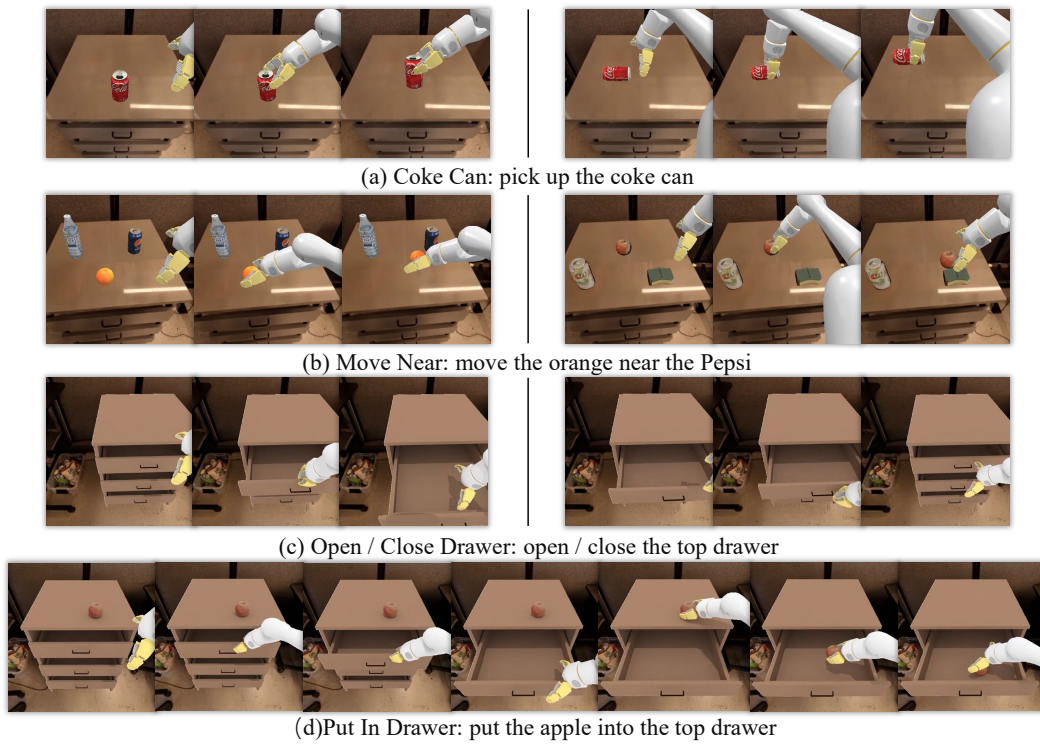 (a) Coke Can: pick up the coke can
(b) Move Near: move the orange near the Pepsi
(c) Open / Close Drawer: open / close the top drawer
(d)Put In Drawer: put the apple into the top drawer